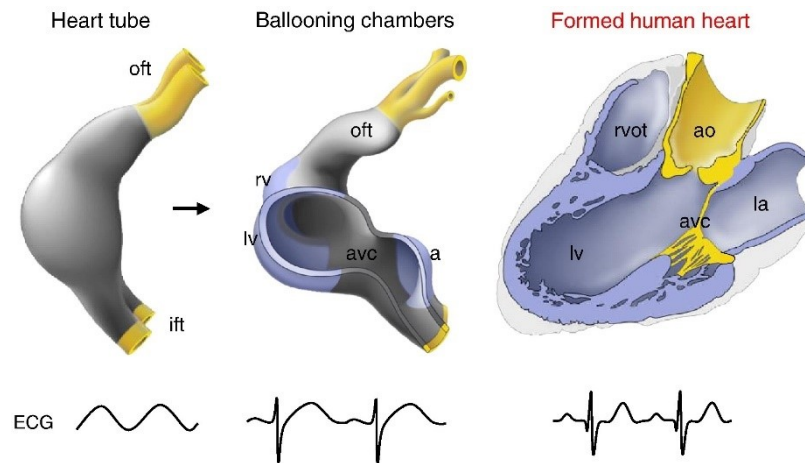 Heart tube
Ballooning chambers
Formed human heart
oft
oft
rvot
ao
rv
lv
avc
a
la
avc
lv
ift
ECG